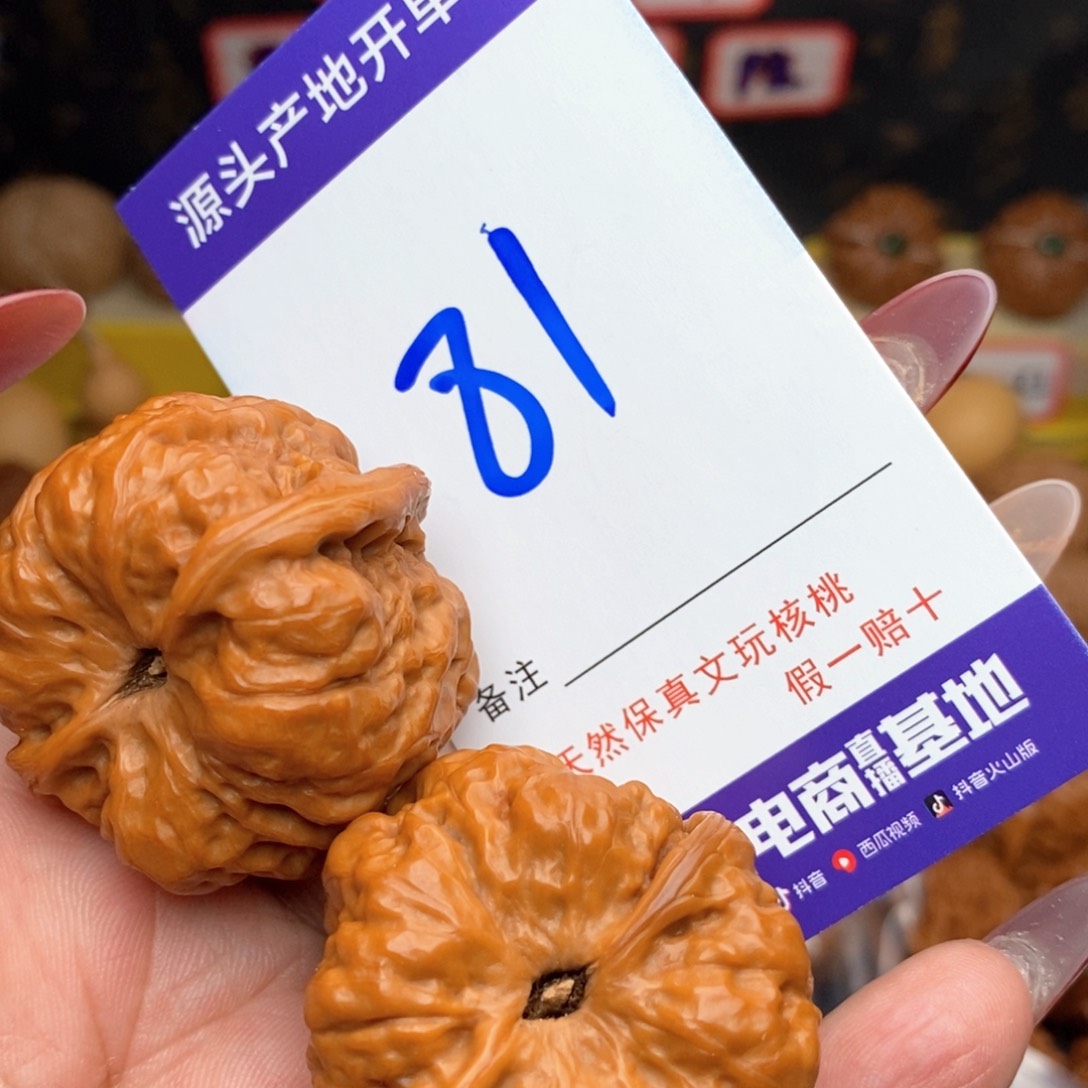 源头产地开单
81
备注
天然保真文玩核桃
假一赔十
电商直播基地
抖音 西瓜视频 抖音火山版